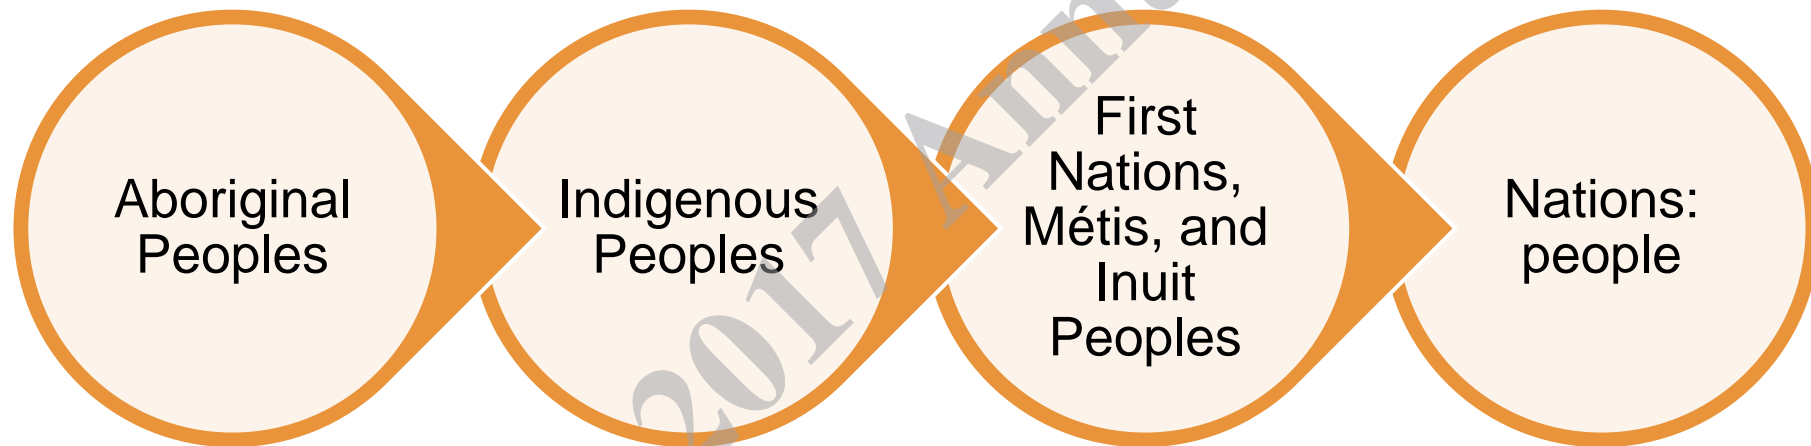 Aboriginal
Peoples
Indigenous
Peoples
First
Nations,
Métis, and
Inuit
Peoples
Nations:
people
2017